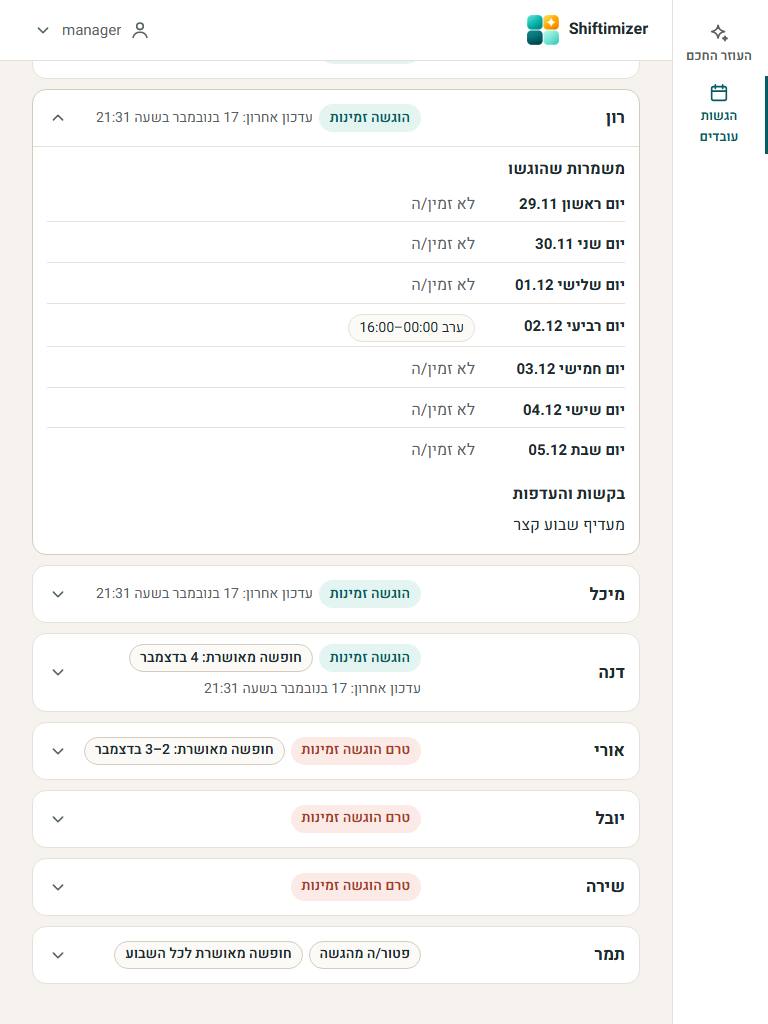 Shiftimizer
manager
העוזר החכם
הגשות
עובדים
רון
הוגשה זמינות
עדכון אחרון: 17 בנובמבר בשעה 21:31
משמרות שהוגשו
יום ראשון 29.11 לא זמין/ה
יום שני 30.11 לא זמין/ה
יום שלישי 01.12 לא זמין/ה
יום רביעי 02.12 ערב 16:00–00:00
יום חמישי 03.12 לא זמין/ה
יום שישי 04.12 לא זמין/ה
יום שבת 05.12 לא זמין/ה
בקשות והעדפות
מעדיף שבוע קצר
מיכל הוגשה זמינות עדכון אחרון: 17 בנובמבר בשעה 21:31
דנה הוגשה זמינות חופשה מאושרת: 4 בדצמבר
עדכון אחרון: 17 בנובמבר בשעה 21:31
אורי טרם הוגשה זמינות חופשה מאושרת: 2–3 בדצמבר
יובל טרם הוגשה זמינות
שירה טרם הוגשה זמינות
תמר פטור/ה מהגשה חופשה מאושרת לכל השבוע